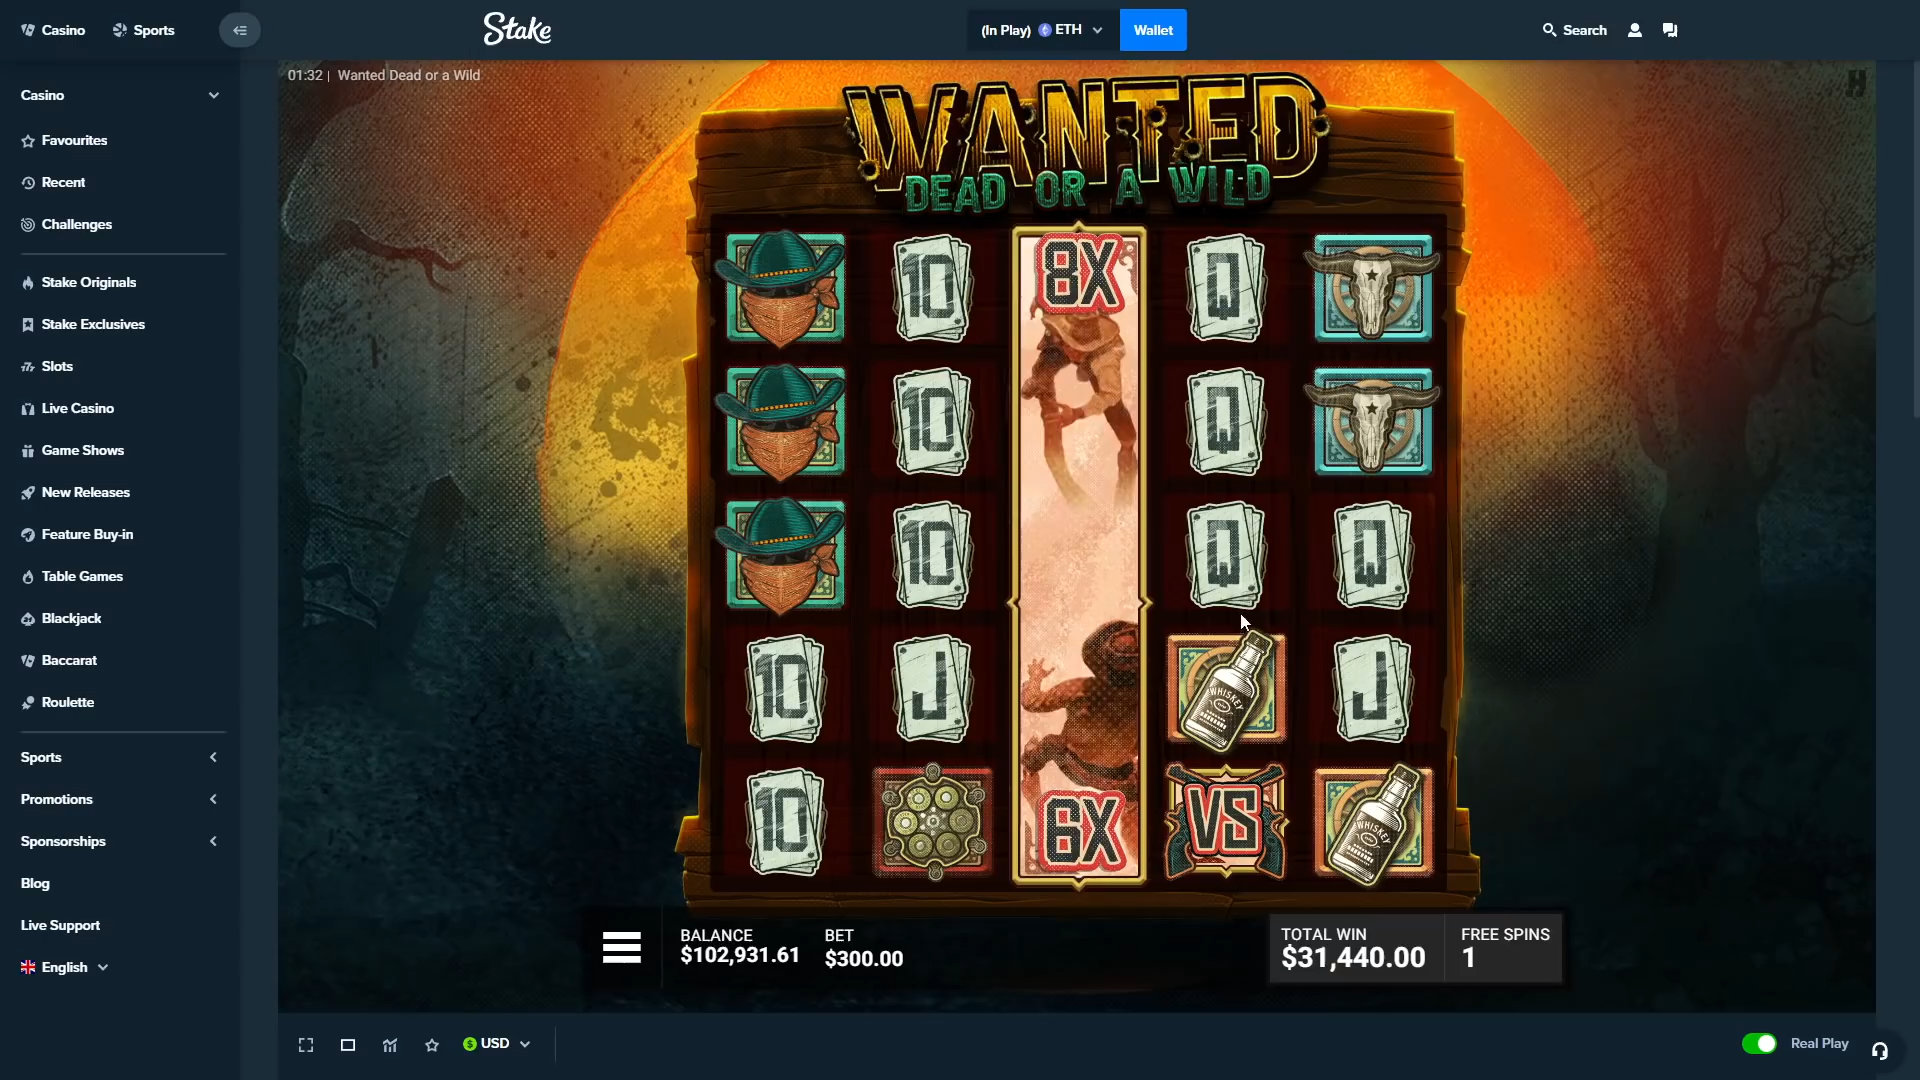 Casino
Sports
Stake
(In Play) ETH
Wallet
Search
Casino
Favourites
Recent
Challenges
Stake Originals
Stake Exclusives
Slots
Live Casino
Game Shows
New Releases
Feature Buy-in
Table Games
Blackjack
Baccarat
Roulette
Sports
Promotions
Sponsorships
Blog
Live Support
English
01:32 | Wanted Dead or a Wild
H
WANTED
DEAD OR A WILD
10 8X Q
10 Q
10 Q Q
10 J WHISKEY J
10 6X VS WHISKEY
BALANCE
$102,931.61
BET
$300.00
TOTAL WIN
$31,440.00
FREE SPINS
1
$ USD
Real Play